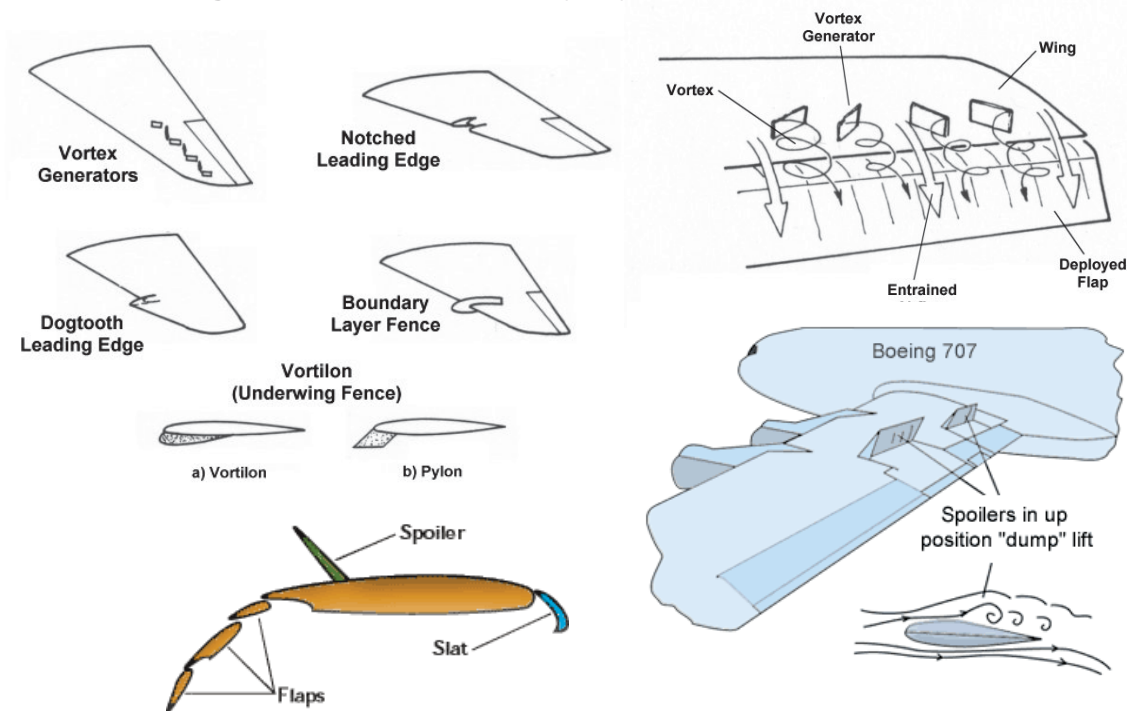 Vortex
Generators
Notched
Leading Edge
Dogtooth
Leading Edge
Boundary
Layer Fence
Vortilon
(Underwing Fence)
a) Vortilon
b) Pylon
Vortex
Generator
Wing
Vortex
Deployed
Flap
Entrained
Boeing 707
Spoilers in up
position "dump" lift
Spoiler
Slat
Flaps